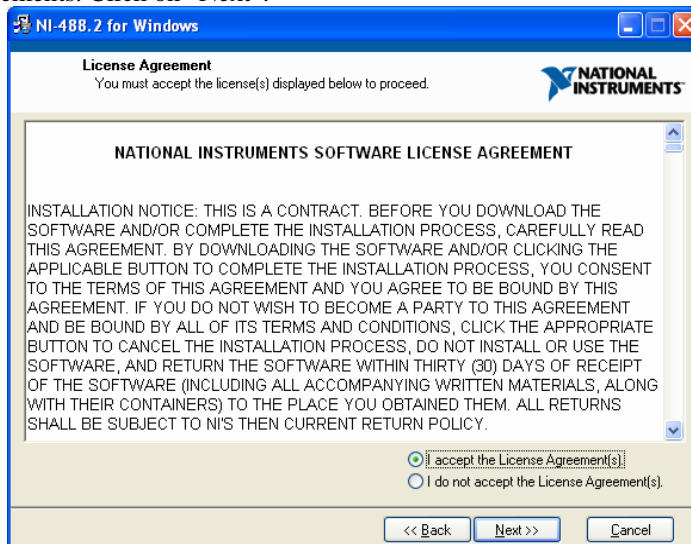 ements. Click on "Next".
NI-488.2 for Windows
License Agreement
You must accept the license(s) displayed below to proceed.
NATIONAL
INSTRUMENTS
NATIONAL INSTRUMENTS SOFTWARE LICENSE AGREEMENT
INSTALLATION NOTICE: THIS IS A CONTRACT. BEFORE YOU DOWNLOAD THE
SOFTWARE AND/OR COMPLETE THE INSTALLATION PROCESS, CAREFULLY READ
THIS AGREEMENT. BY DOWNLOADING THE SOFTWARE AND/OR CLICKING THE
APPLICABLE BUTTON TO COMPLETE THE INSTALLATION PROCESS, YOU CONSENT
TO THE TERMS OF THIS AGREEMENT AND YOU AGREE TO BE BOUND BY THIS
AGREEMENT. IF YOU DO NOT WISH TO BECOME A PARTY TO THIS AGREEMENT
AND BE BOUND BY ALL OF ITS TERMS AND CONDITIONS, CLICK THE APPROPRIATE
BUTTON TO CANCEL THE INSTALLATION PROCESS, DO NOT INSTALL OR USE THE
SOFTWARE, AND RETURN THE SOFTWARE WITHIN THIRTY (30) DAYS OF RECEIPT
OF THE SOFTWARE (INCLUDING ALL ACCOMPANYING WRITTEN MATERIALS, ALONG
WITH THEIR CONTAINERS) TO THE PLACE YOU OBTAINED THEM. ALL RETURNS
SHALL BE SUBJECT TO NI'S THEN CURRENT RETURN POLICY.
I accept the License Agreement(s).
I do not accept the License Agreement(s).
<< Back Next >> Cancel